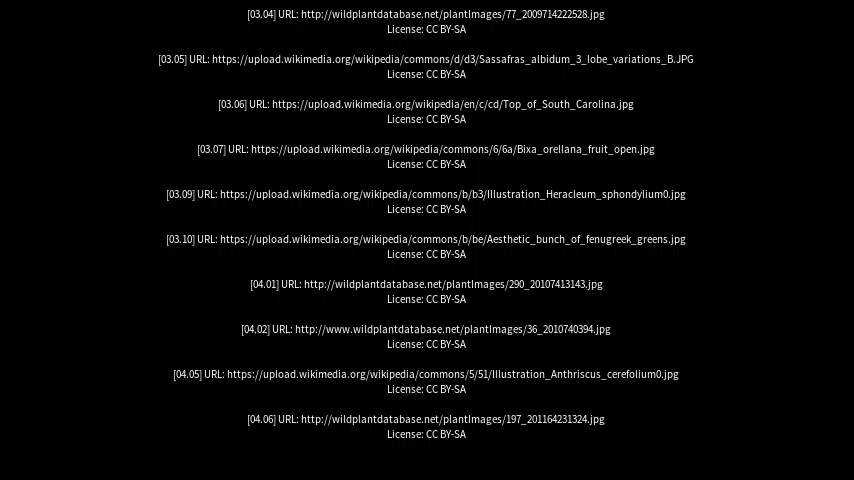 [03.04] URL: http://wildplantdatabase.net/plantImages/77_2009714222528.jpg
License: CC BY-SA
[03.05] URL: https://upload.wikimedia.org/wikipedia/commons/d/d3/Sassafras_albidum_3_lobe_variations_B.JPG
License: CC BY-SA
[03.06] URL: https://upload.wikimedia.org/wikipedia/en/c/cd/Top_of_South_Carolina.jpg
License: CC BY-SA
[03.07] URL: https://upload.wikimedia.org/wikipedia/commons/6/6a/Bixa_orellana_fruit_open.jpg
License: CC BY-SA
[03.09] URL: https://upload.wikimedia.org/wikipedia/commons/b/b3/Illustration_Heracleum_sphondylium0.jpg
License: CC BY-SA
[03.10] URL: https://upload.wikimedia.org/wikipedia/commons/b/be/Aesthetic_bunch_of_fenugreek_greens.jpg
License: CC BY-SA
[04.01] URL: http://wildplantdatabase.net/plantImages/290_20107413143.jpg
License: CC BY-SA
[04.02] URL: http://www.wildplantdatabase.net/plantImages/36_2010740394.jpg
License: CC BY-SA
[04.05] URL: https://upload.wikimedia.org/wikipedia/commons/5/51/Illustration_Anthriscus_cerefolium0.jpg
License: CC BY-SA
[04.06] URL: http://wildplantdatabase.net/plantImages/197_201164231324.jpg
License: CC BY-SA